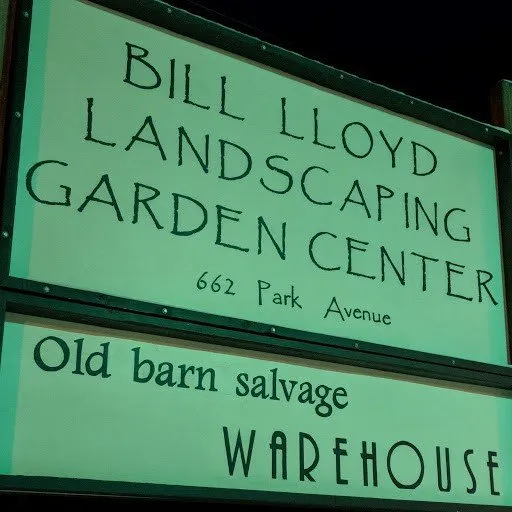 BILL LLOYD
LANDSCAPING
GARDEN CENTER
662 Park Avenue
Old barn salvage
WAREHOUSE